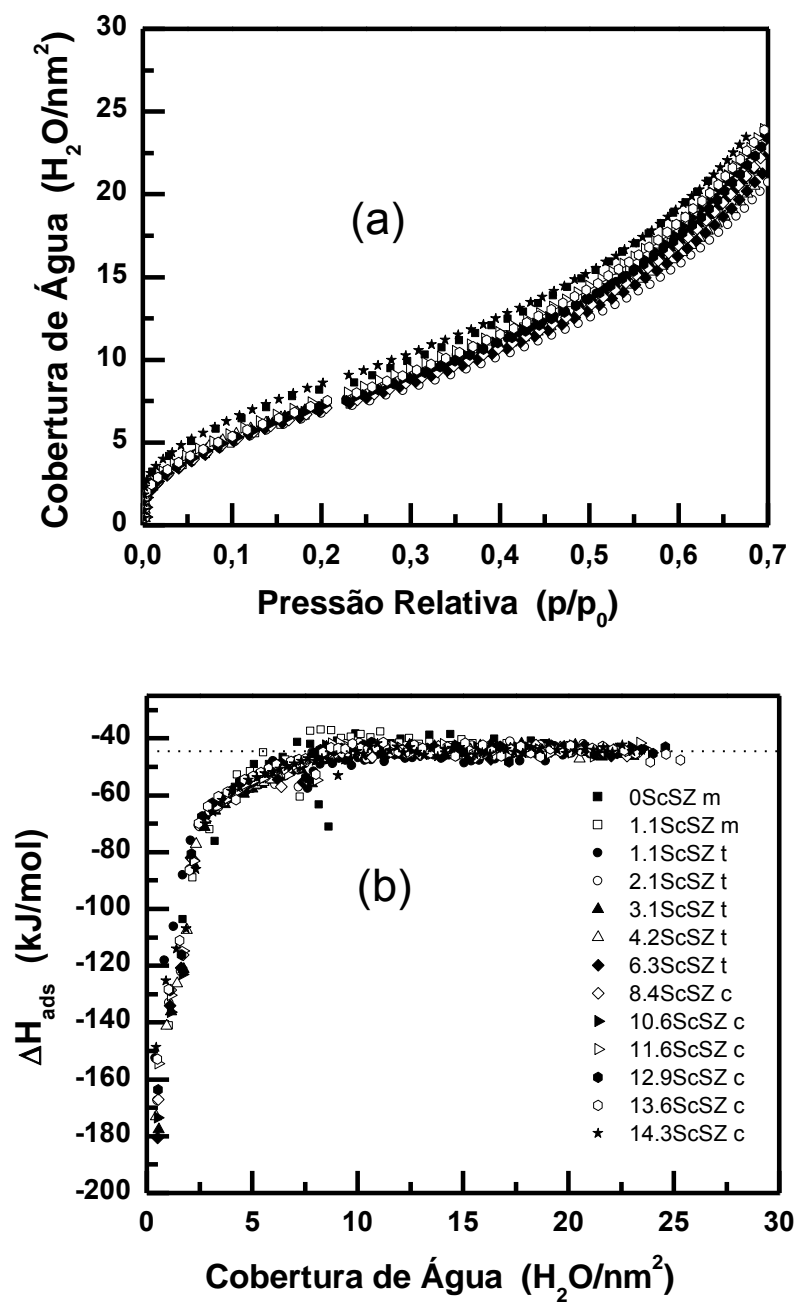 30
25
20
15
10
5
0
Cobertura de Água (H₂O/nm²)
(a)
0,0 0,1 0,2 0,3 0,4 0,5 0,6 0,7
Pressão Relativa (p/p₀)
-40
-60
-80
-100
-120
-140
-160
-180
-200
ΔH_ads (kJ/mol)
(b)
0ScSZ m
1.1ScSZ m
1.1ScSZ t
2.1ScSZ t
3.1ScSZ t
4.2ScSZ t
6.3ScSZ t
8.4ScSZ c
10.6ScSZ c
11.6ScSZ c
12.9ScSZ c
13.6ScSZ c
14.3ScSZ c
0 5 10 15 20 25 30
Cobertura de Água (H₂O/nm²)